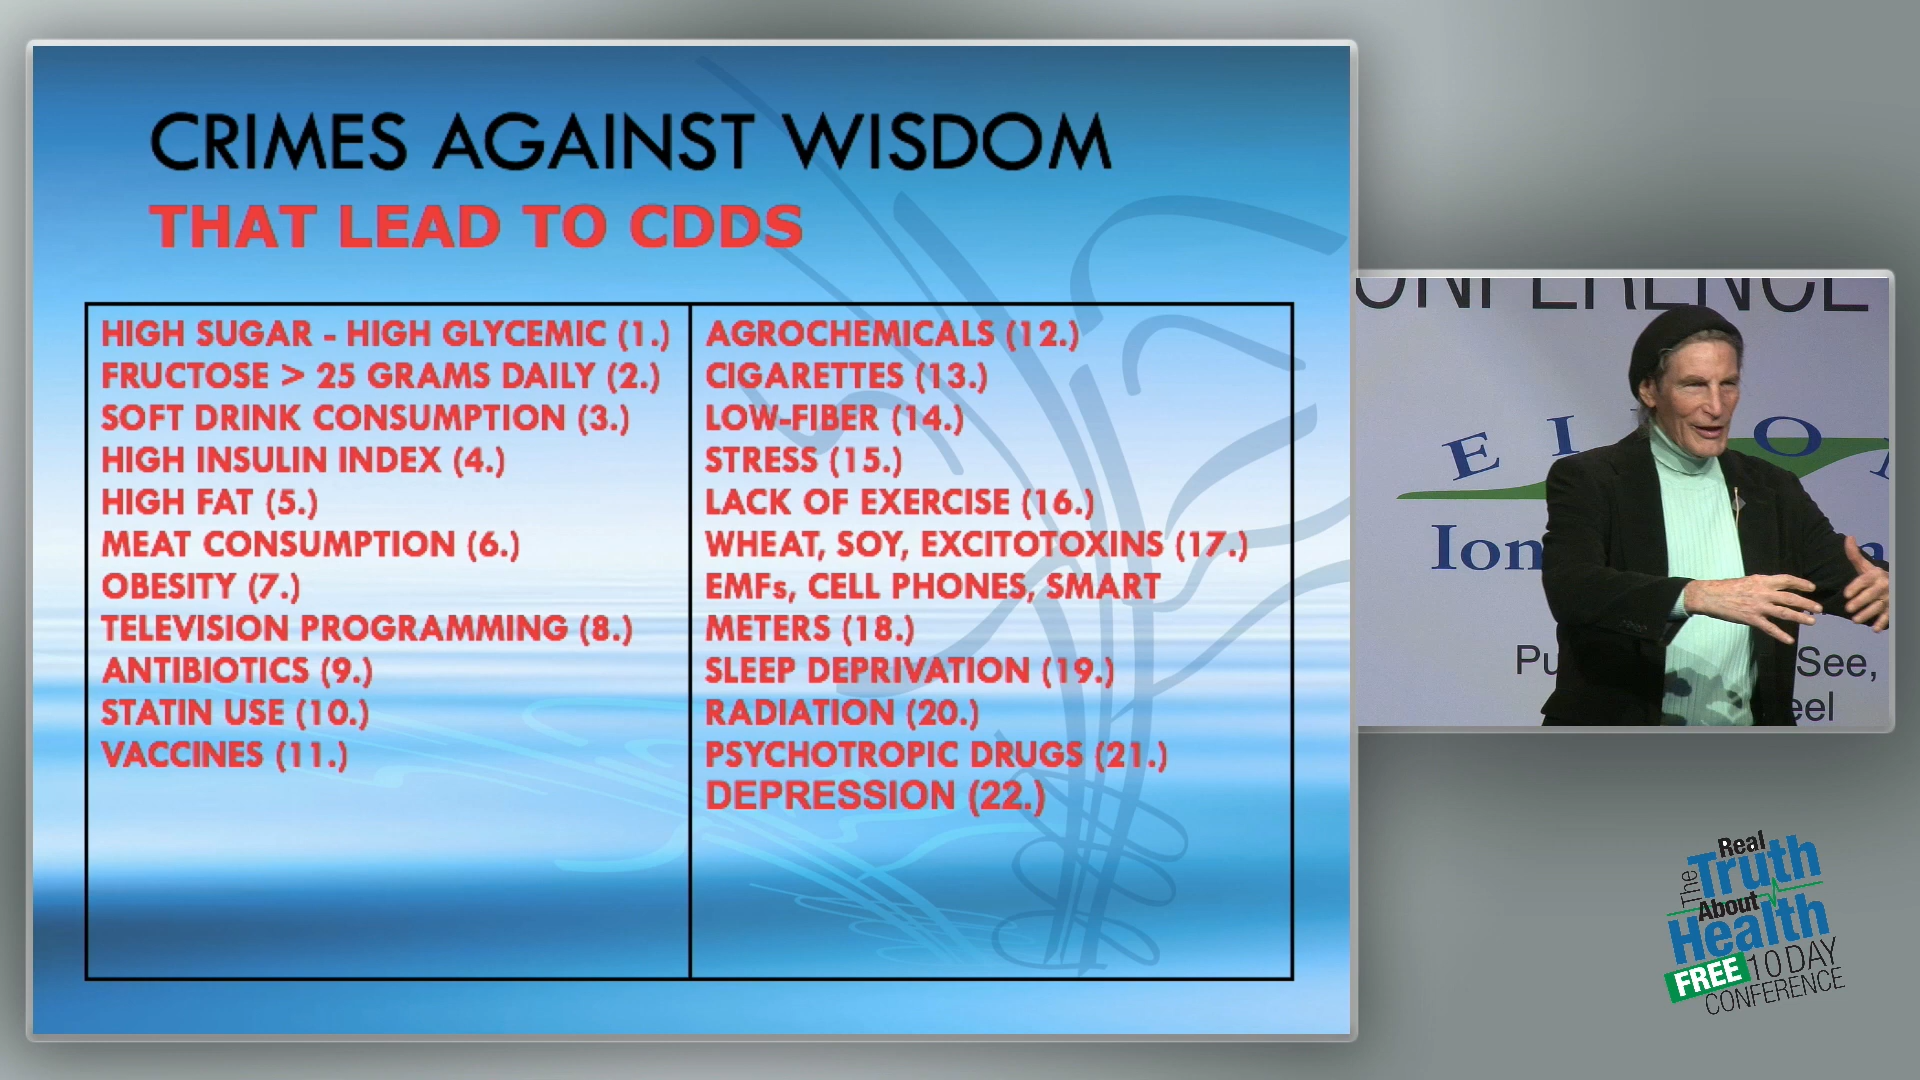 CRIMES AGAINST WISDOM
THAT LEAD TO CDDS
HIGH SUGAR - HIGH GLYCEMIC (1.)
FRUCTOSE > 25 GRAMS DAILY (2.)
SOFT DRINK CONSUMPTION (3.)
HIGH INSULIN INDEX (4.)
HIGH FAT (5.)
MEAT CONSUMPTION (6.)
OBESITY (7.)
TELEVISION PROGRAMMING (8.)
ANTIBIOTICS (9.)
STATIN USE (10.)
VACCINES (11.)
AGROCHEMICALS (12.)
CIGARETTES (13.)
LOW-FIBER (14.)
STRESS (15.)
LACK OF EXERCISE (16.)
WHEAT, SOY, EXCITOTOXINS (17.)
EMFs, CELL PHONES, SMART
METERS (18.)
SLEEP DEPRIVATION (19.)
RADIATION (20.)
PSYCHOTROPIC DRUGS (21.)
DEPRESSION (22.)
ONFERENCE
E I O
Ion
Pu See,
eel
The Real
Truth
About
Health
FREE 10 DAY
CONFERENCE